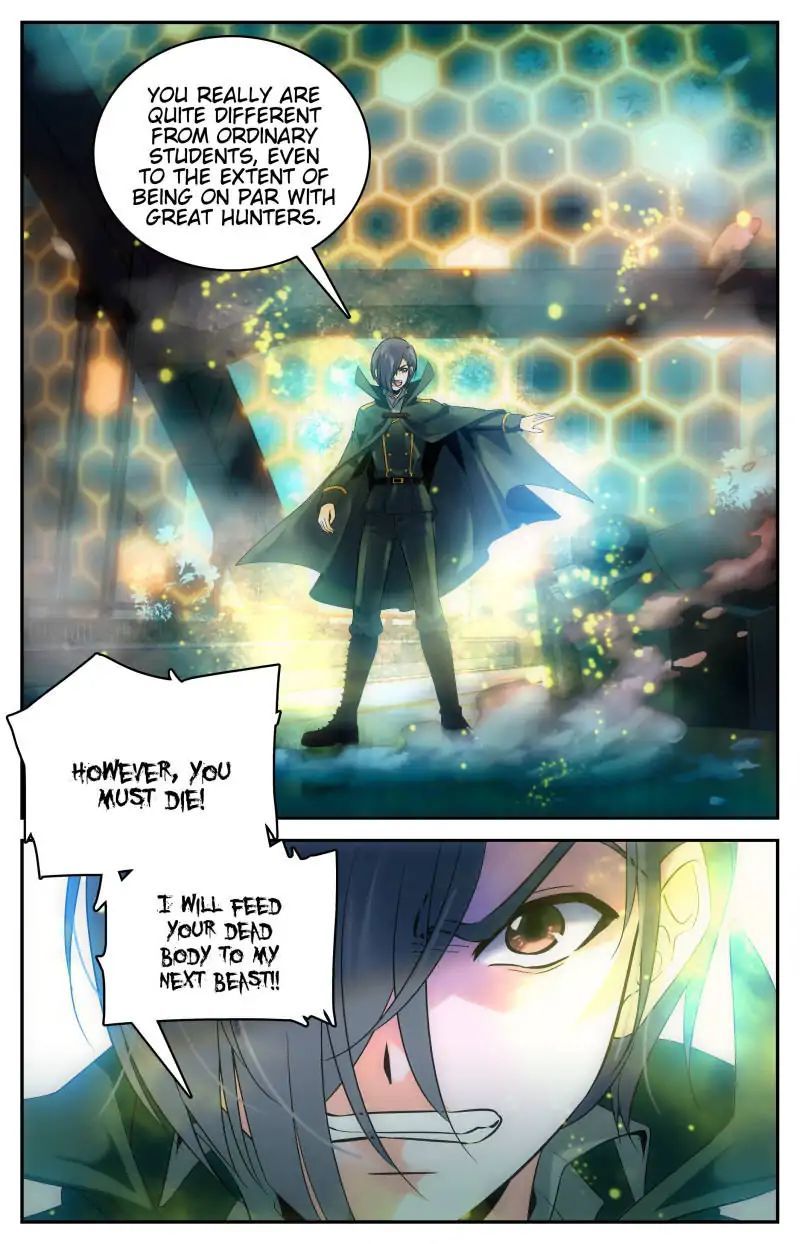 YOU REALLY ARE
QUITE DIFFERENT
FROM ORDINARY
STUDENTS, EVEN
TO THE EXTENT OF
BEING ON PAR WITH
GREAT HUNTERS.
HOWEVER, YOU
MUST DIE!
I WILL FEED
YOUR DEAD
BODY TO MY
NEXT BEAST!!